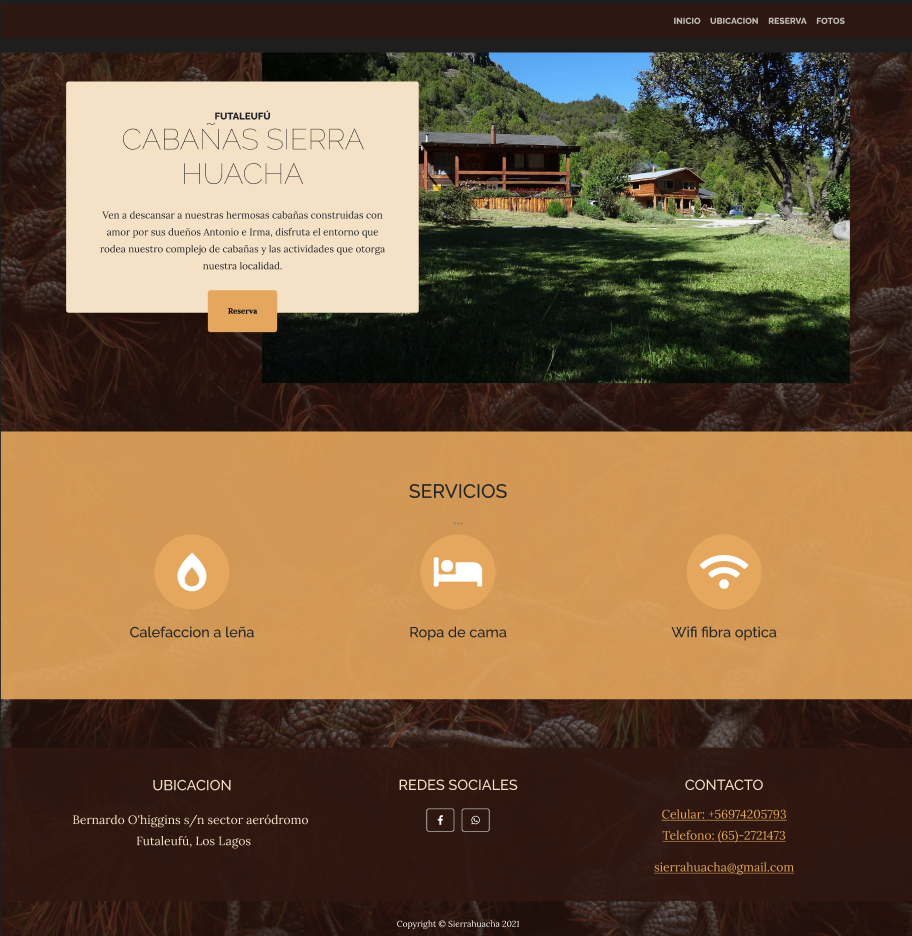 INICIO UBICACION RESERVA FOTOS
FUTALEUFÚ
CABAÑAS SIERRA
HUACHA
Ven a descansar a nuestras hermosas cabañas construidas con
amor por sus dueños Antonio e Irma, disfruta el entorno que
rodea nuestro complejo de cabañas y las actividades que otorga
nuestra localidad.
Reserva
SERVICIOS
...
Calefaccion a leña
Ropa de cama
Wifi fibra optica
UBICACION
Bernardo O'higgins s/n sector aeródromo
Futaleufú, Los Lagos
REDES SOCIALES
CONTACTO
Celular: +56974205793
Telefono: (65)-2721473
sierrahuacha@gmail.com
Copyright © Sierrahuacha 2021